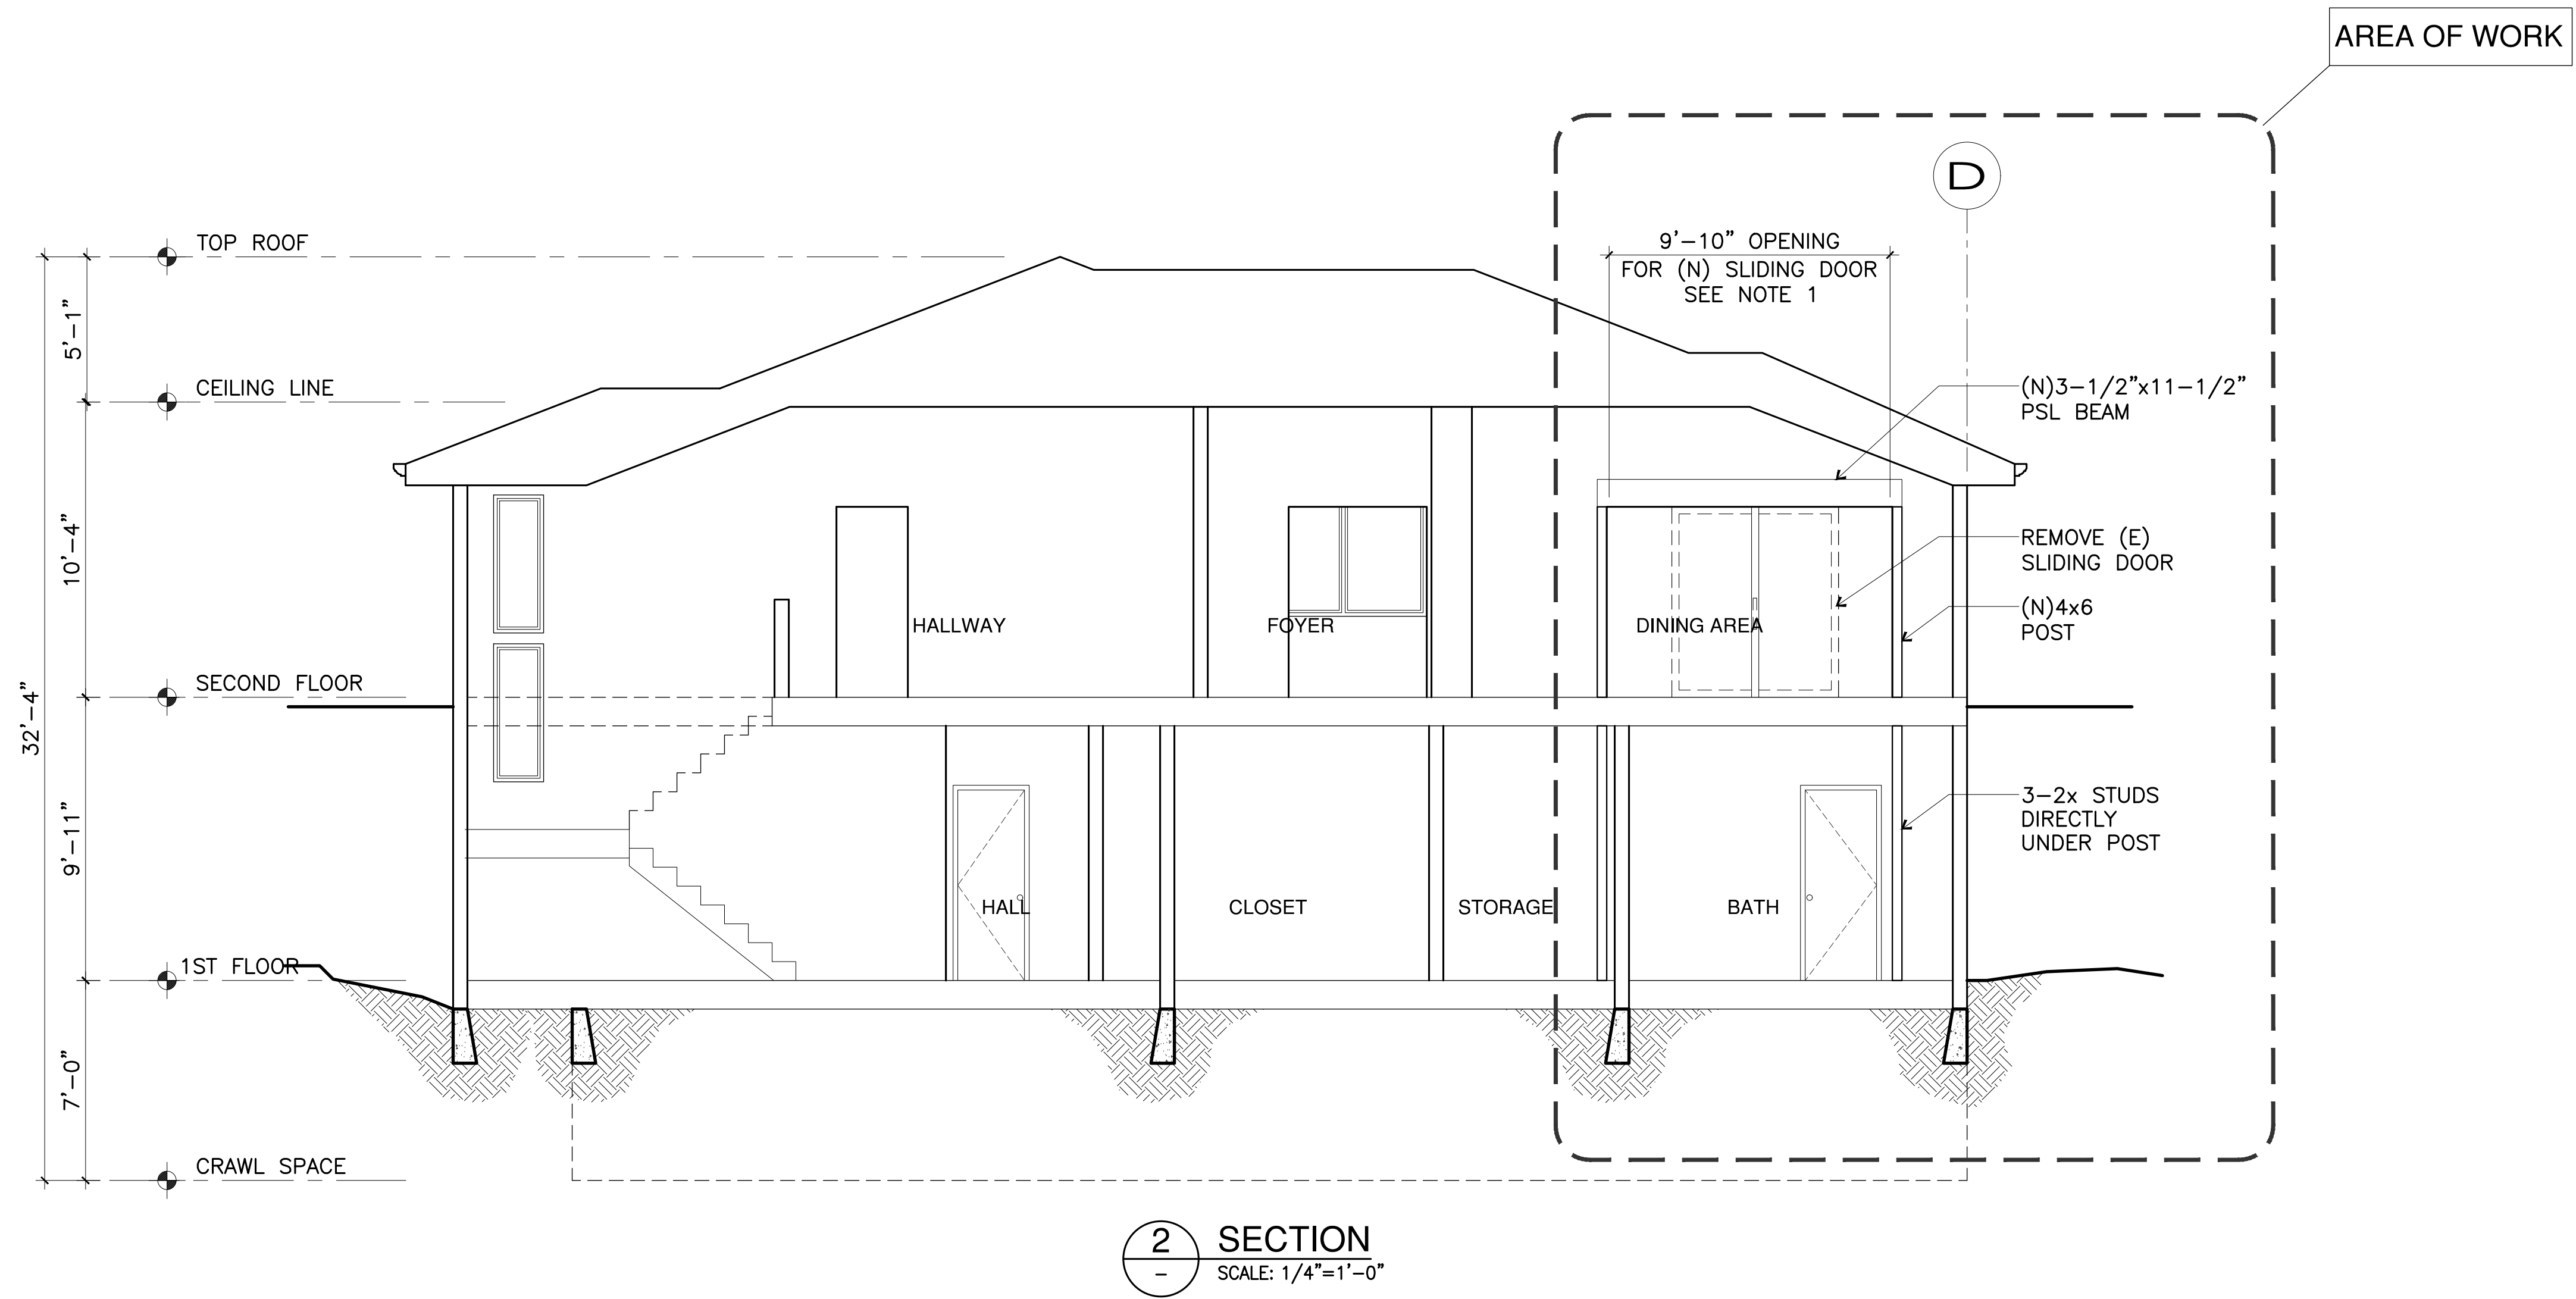 AREA OF WORK
D
TOP ROOF
9'-10" OPENING
FOR (N) SLIDING DOOR
SEE NOTE 1
5'-1"
CEILING LINE
(N)3-1/2"x11-1/2"
PSL BEAM
10'-4"
REMOVE (E)
SLIDING DOOR
(N)4x6
POST
HALLWAY
FOYER
DINING AREA
SECOND FLOOR
32'-4"
9'-11"
3-2x STUDS
DIRECTLY
UNDER POST
HALL
CLOSET
STORAGE
BATH
1ST FLOOR
7'-0"
CRAWL SPACE
2
-
SECTION
SCALE: 1/4"=1'-0"